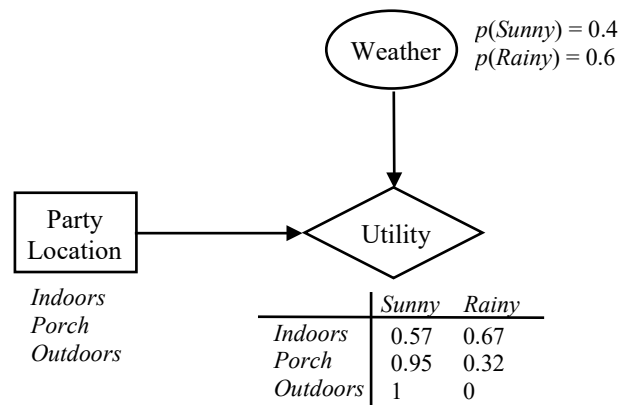 Weather
p(Sunny) = 0.4
p(Rainy) = 0.6
Party
Location
Utility
Indoors
Porch
Outdoors
Sunny Rainy
Indoors 0.57 0.67
Porch 0.95 0.32
Outdoors 1 0